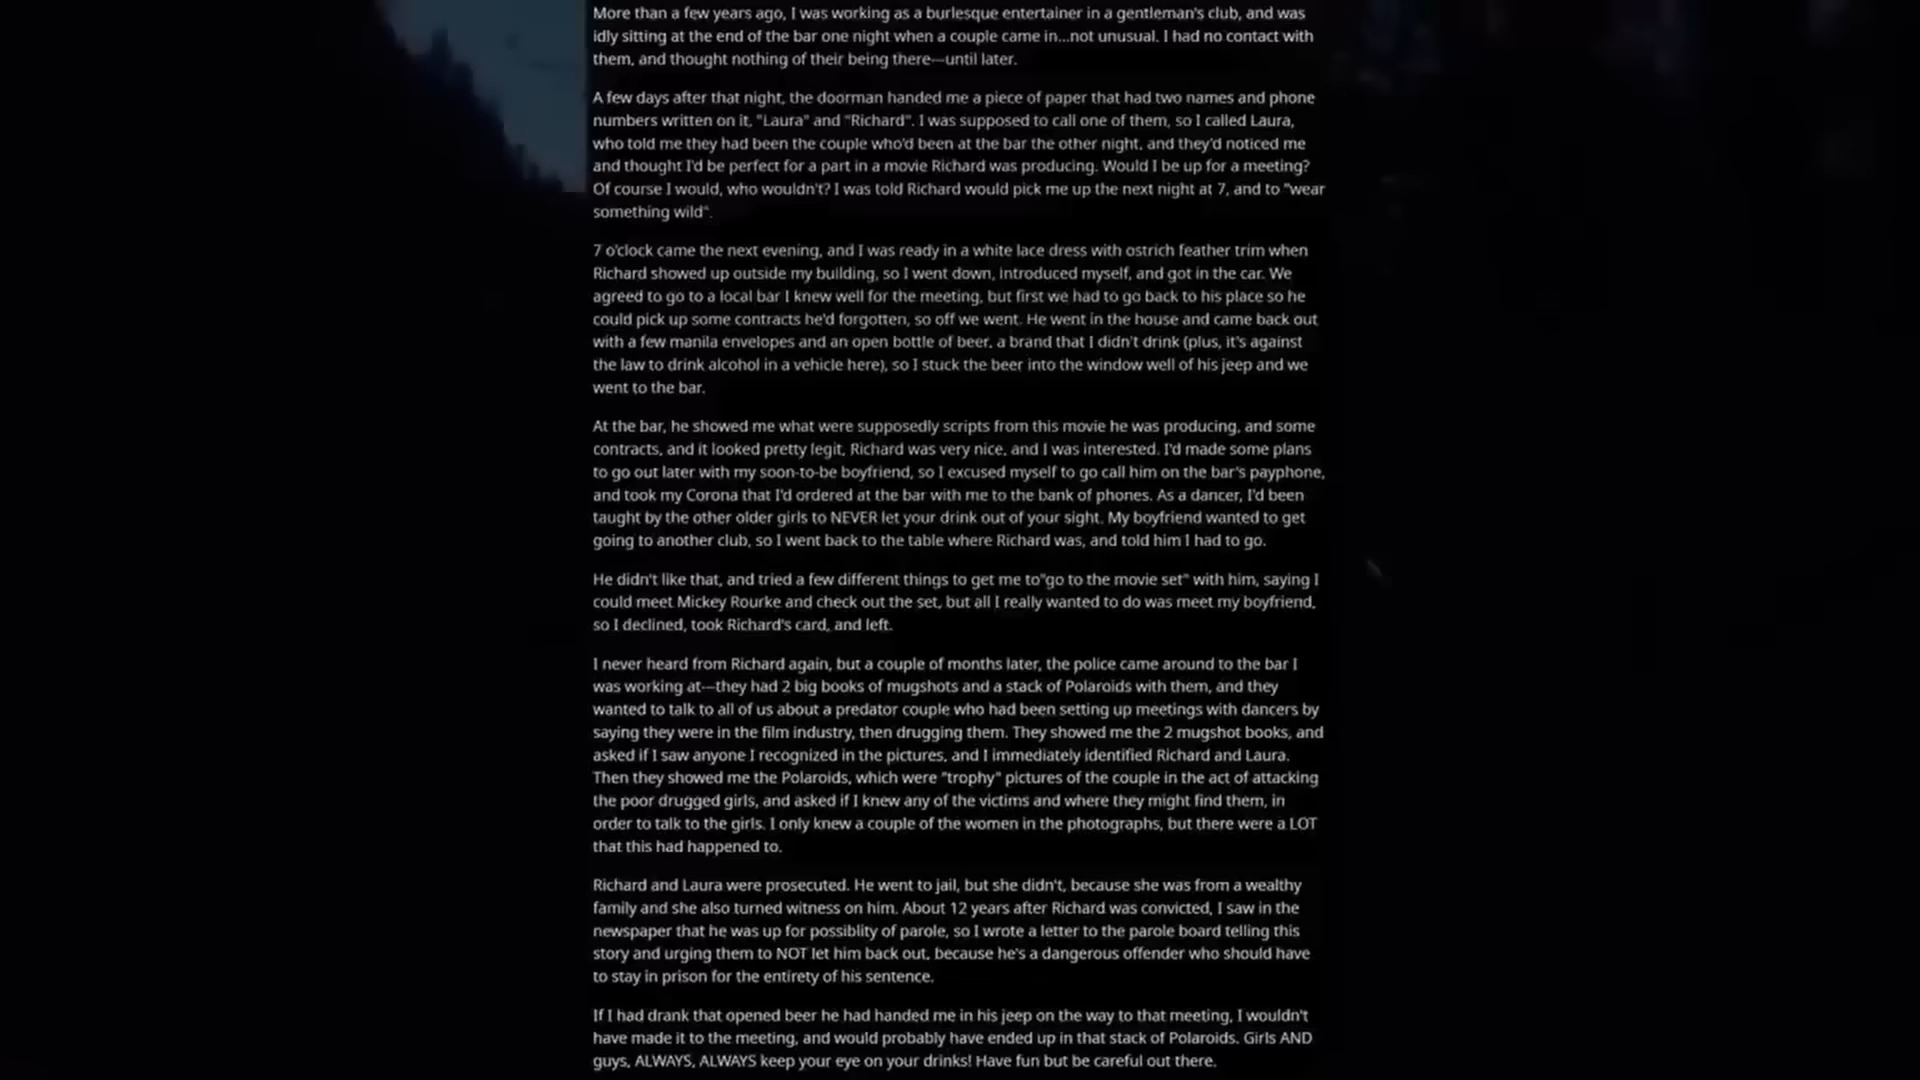 More than a few years ago, I was working as a burlesque entertainer in a gentleman's club, and was
idly sitting at the end of the bar one night when a couple came in...not unusual. I had no contact with
them, and thought nothing of their being there---until later.
A few days after that night, the doorman handed me a piece of paper that had two names and phone
numbers written on it, "Laura" and "Richard". I was supposed to call one of them, so I called Laura,
who told me they had been the couple who'd been at the bar the other night, and they'd noticed me
and thought I'd be perfect for a part in a movie Richard was producing. Would I be up for a meeting?
Of course I would, who wouldn't? I was told Richard would pick me up the next night at 7, and to "wear
something wild".
7 o'clock came the next evening, and I was ready in a white lace dress with ostrich feather trim when
Richard showed up outside my building, so I went down, introduced myself, and got in the car. We
agreed to go to a local bar I knew well for the meeting, but first we had to go back to his place so he
could pick up some contracts he'd forgotten, so off we went. He went in the house and came back out
with a few manila envelopes and an open bottle of beer, a brand that I didn't drink (plus, it's against
the law to drink alcohol in a vehicle here), so I stuck the beer into the window well of his jeep and we
went to the bar.
At the bar, he showed me what were supposedly scripts from this movie he was producing, and some
contracts, and it looked pretty legit, Richard was very nice, and I was interested. I'd made some plans
to go out later with my soon-to-be boyfriend, so I excused myself to go call him on the bar's payphone,
and took my Corona that I'd ordered at the bar with me to the bank of phones. As a dancer, I'd been
taught by the other older girls to NEVER let your drink out of your sight. My boyfriend wanted to get
going to another club, so I went back to the table where Richard was, and told him I had to go.
He didn't like that, and tried a few different things to get me to"go to the movie set" with him, saying I
could meet Mickey Rourke and check out the set, but all I really wanted to do was meet my boyfriend,
so I declined, took Richard's card, and left.
I never heard from Richard again, but a couple of months later, the police came around to the bar I
was working at---they had 2 big books of mugshots and a stack of Polaroids with them, and they
wanted to talk to all of us about a predator couple who had been setting up meetings with dancers by
saying they were in the film industry, then drugging them. They showed me the 2 mugshot books, and
asked if I saw anyone I recognized in the pictures, and I immediately identified Richard and Laura.
Then they showed me the Polaroids, which were "trophy" pictures of the couple in the act of attacking
the poor drugged girls, and asked if I knew any of the victims and where they might find them, in
order to talk to the girls. I only knew a couple of the women in the photographs, but there were a LOT
that this had happened to.
Richard and Laura were prosecuted. He went to jail, but she didn't, because she was from a wealthy
family and she also turned witness on him. About 12 years after Richard was convicted, I saw in the
newspaper that he was up for possiblity of parole, so I wrote a letter to the parole board telling this
story and urging them to NOT let him back out, because he's a dangerous offender who should have
to stay in prison for the entirety of his sentence.
If I had drank that opened beer he had handed me in his jeep on the way to that meeting, I wouldn't
have made it to the meeting, and would probably have ended up in that stack of Polaroids. Girls AND
guys, ALWAYS, ALWAYS keep your eye on your drinks! Have fun but be careful out there.